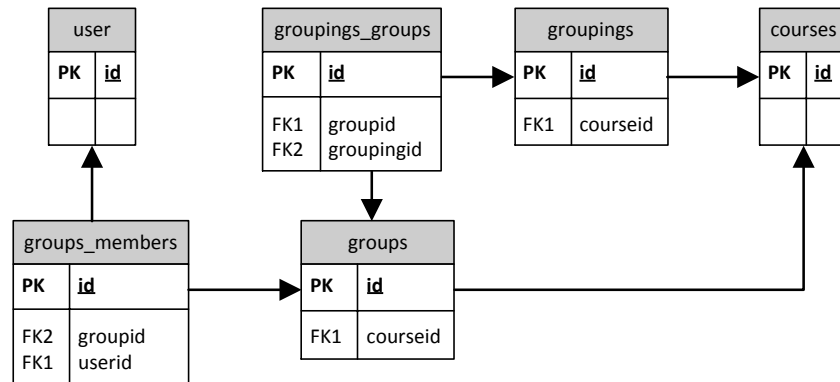 user
PK id
groupings_groups
PK id
FK1 groupid
FK2 groupingid
groupings
PK id
FK1 courseid
courses
PK id
groups_members
PK id
FK2 groupid
FK1 userid
groups
PK id
FK1 courseid